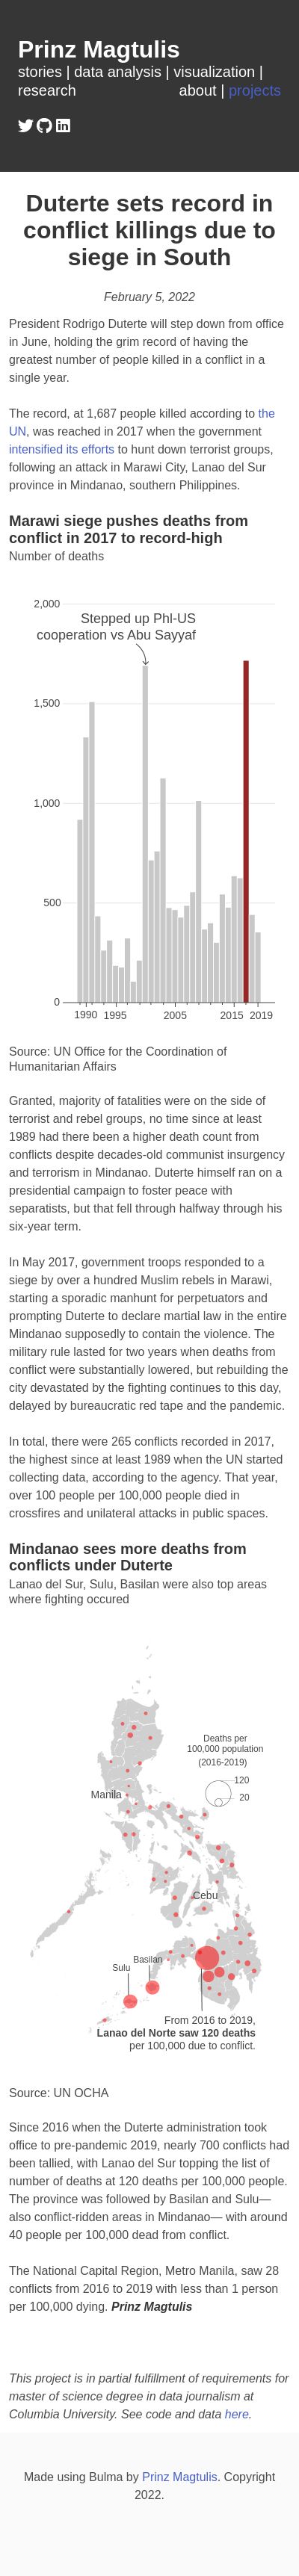 Prinz Magtulis
stories | data analysis | visualization |
research about | projects
Duterte sets record in
conflict killings due to
siege in South
February 5, 2022
President Rodrigo Duterte will step down from office
in June, holding the grim record of having the
greatest number of people killed in a conflict in a
single year.
The record, at 1,687 people killed according to the
UN, was reached in 2017 when the government
intensified its efforts to hunt down terrorist groups,
following an attack in Marawi City, Lanao del Sur
province in Mindanao, southern Philippines.
Marawi siege pushes deaths from
conflict in 2017 to record-high
Number of deaths
2,000
Stepped up Phl-US
cooperation vs Abu Sayyaf
1,500
1,000
500
0
1990 1995 2005 2015 2019
Source: UN Office for the Coordination of
Humanitarian Affairs
Granted, majority of fatalities were on the side of
terrorist and rebel groups, no time since at least
1989 had there been a higher death count from
conflicts despite decades-old communist insurgency
and terrorism in Mindanao. Duterte himself ran on a
presidential campaign to foster peace with
separatists, but that fell through halfway through his
six-year term.
In May 2017, government troops responded to a
siege by over a hundred Muslim rebels in Marawi,
starting a sporadic manhunt for perpetuators and
prompting Duterte to declare martial law in the entire
Mindanao supposedly to contain the violence. The
military rule lasted for two years when deaths from
conflict were substantially lowered, but rebuilding the
city devastated by the fighting continues to this day,
delayed by bureaucratic red tape and the pandemic.
In total, there were 265 conflicts recorded in 2017,
the highest since at least 1989 when the UN started
collecting data, according to the agency. That year,
over 100 people per 100,000 people died in
crossfires and unilateral attacks in public spaces.
Mindanao sees more deaths from
conflicts under Duterte
Lanao del Sur, Sulu, Basilan were also top areas
where fighting occured
Deaths per
100,000 population
(2016-2019)
120
20
Manila
Cebu
Basilan
Sulu
From 2016 to 2019,
Lanao del Norte saw 120 deaths
per 100,000 due to conflict.
Source: UN OCHA
Since 2016 when the Duterte administration took
office to pre-pandemic 2019, nearly 700 conflicts had
been tallied, with Lanao del Sur topping the list of
number of deaths at 120 deaths per 100,000 people.
The province was followed by Basilan and Sulu—
also conflict-ridden areas in Mindanao— with around
40 people per 100,000 dead from conflict.
The National Capital Region, Metro Manila, saw 28
conflicts from 2016 to 2019 with less than 1 person
per 100,000 dying. Prinz Magtulis
This project is in partial fulfillment of requirements for
master of science degree in data journalism at
Columbia University. See code and data here.
Made using Bulma by Prinz Magtulis. Copyright
2022.